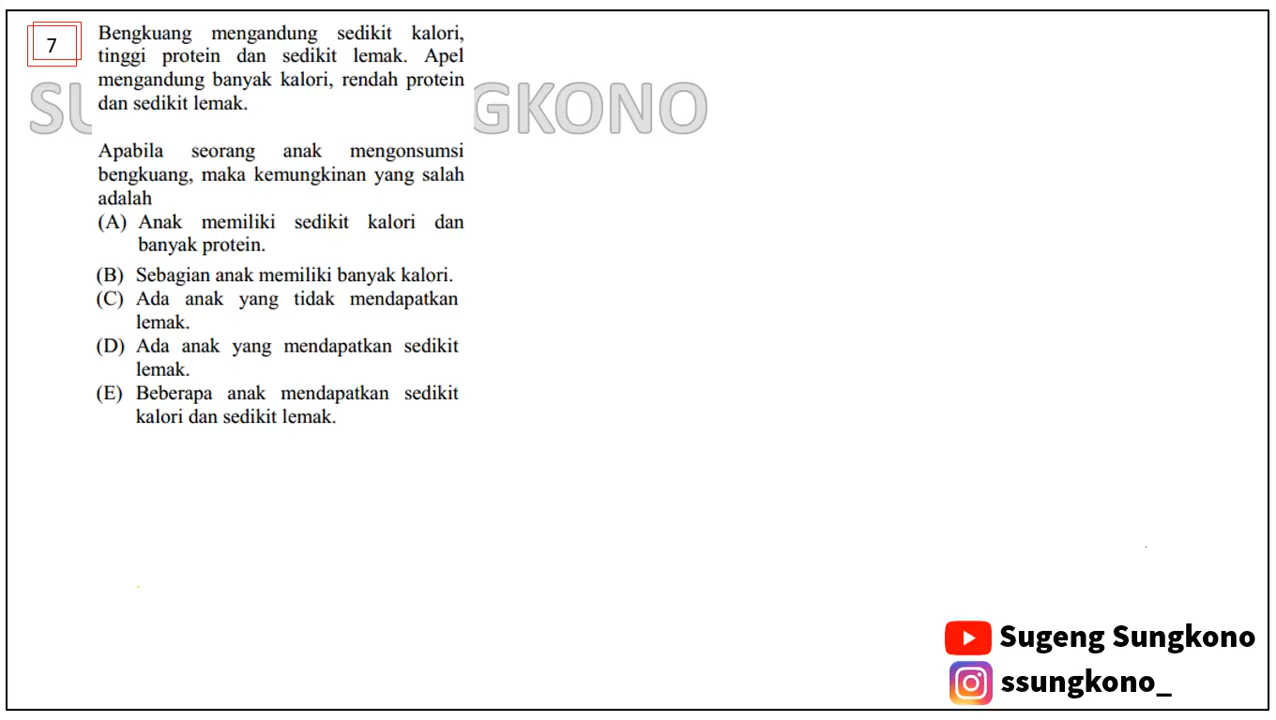 7
Bengkuang mengandung sedikit kalori,
tinggi protein dan sedikit lemak. Apel
mengandung banyak kalori, rendah protein
dan sedikit lemak.
SU GKONO
Apabila seorang anak mengonsumsi
bengkuang, maka kemungkinan yang salah
adalah
(A) Anak memiliki sedikit kalori dan
banyak protein.
(B) Sebagian anak memiliki banyak kalori.
(C) Ada anak yang tidak mendapatkan
lemak.
(D) Ada anak yang mendapatkan sedikit
lemak.
(E) Beberapa anak mendapatkan sedikit
kalori dan sedikit lemak.
Sugeng Sungkono
ssungkono_